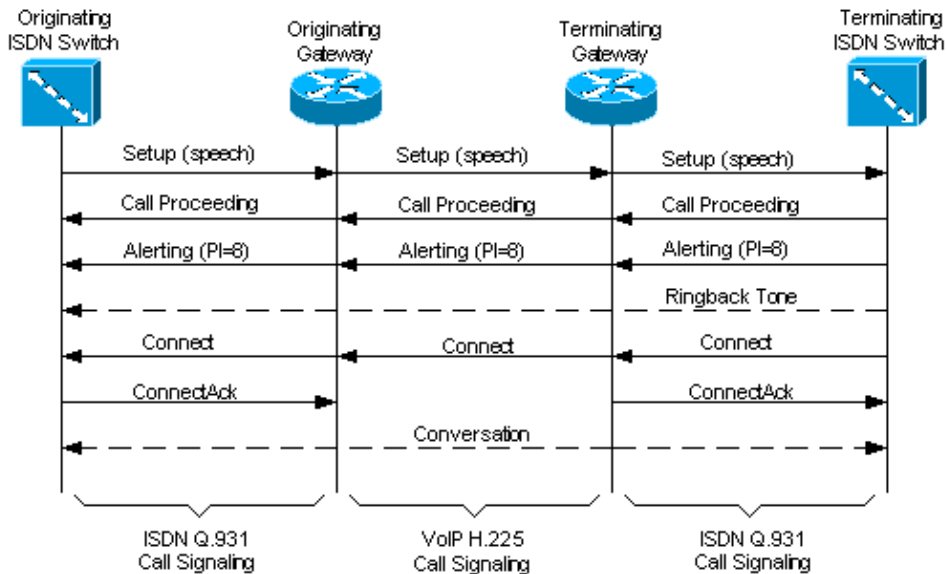 Originating
ISDN Switch
Originating
Gateway
Terminating
Gateway
Terminating
ISDN Switch
Setup (speech)
Setup (speech)
Setup (speech)
Call Proceeding
Call Proceeding
Call Proceeding
Alerting (PI=8)
Alerting (PI=8)
Alerting (PI=8)
Ringback Tone
Connect
Connect
Connect
ConnectAck
ConnectAck
Conversation
ISDN Q.931
Call Signaling
VoIP H.225
Call Signaling
ISDN Q.931
Call Signaling